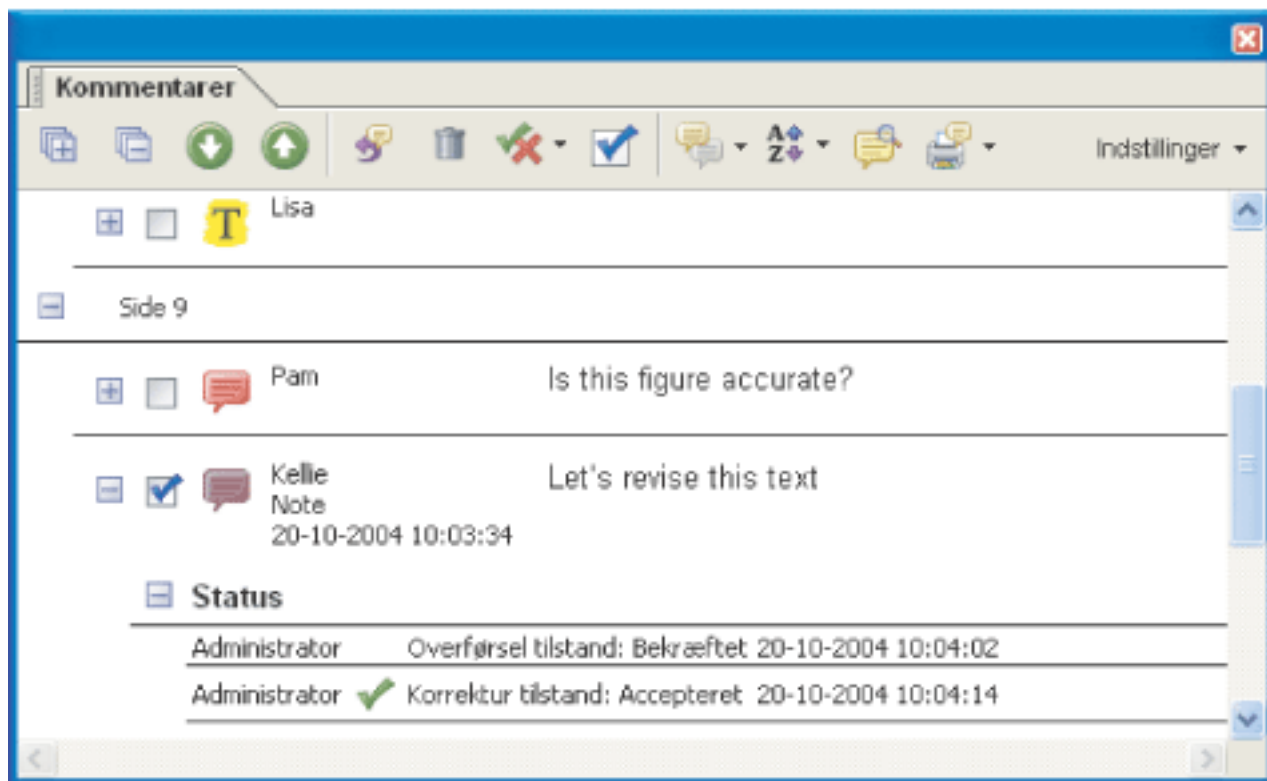 Kommentarer
A
Z
Indstillinger
T Lisa
Side 9
Pam Is this figure accurate?
Kellie Let's revise this text
Note
20-10-2004 10:03:34
Status
Administrator Overførsel tilstand: Bekræftet 20-10-2004 10:04:02
Administrator Korrektur tilstand: Accepteret 20-10-2004 10:04:14